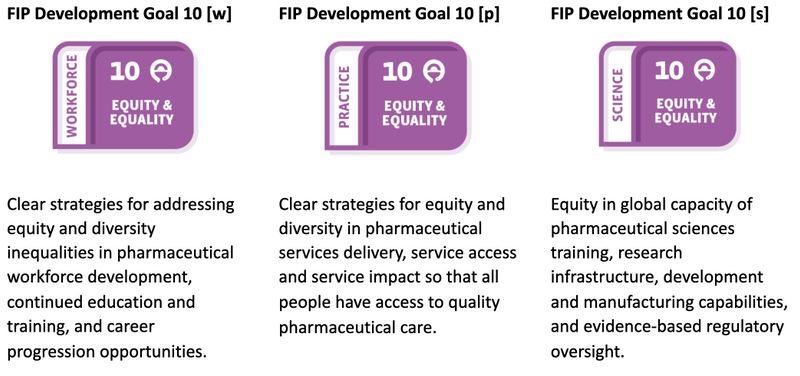 FIP Development Goal 10 [w]
WORKFORCE
10
EQUITY &
EQUALITY
Clear strategies for addressing
equity and diversity
inequalities in pharmaceutical
workforce development,
continued education and
training, and career
progression opportunities.
FIP Development Goal 10 [p]
PRACTICE
10
EQUITY &
EQUALITY
Clear strategies for equity and
diversity in pharmaceutical
services delivery, service access
and service impact so that all
people have access to quality
pharmaceutical care.
FIP Development Goal 10 [s]
SCIENCE
10
EQUITY &
EQUALITY
Equity in global capacity of
pharmaceutical sciences
training, research
infrastructure, development
and manufacturing capabilities,
and evidence-based regulatory
oversight.